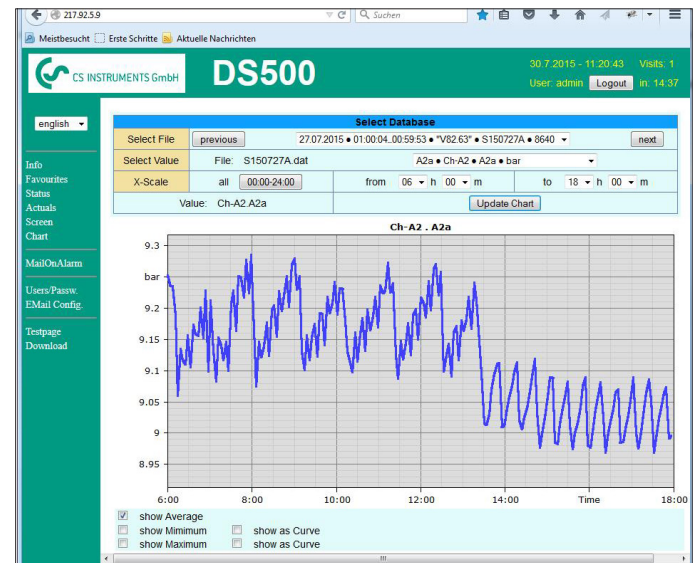 217.92.5.9
Suchen
Meistbesucht Erste Schritte Aktuelle Nachrichten
CS INSTRUMENTS GmbH
DS500
30.7.2015 - 11:20:43 Visits: 1
User: admin Logout in: 14:37
english
Info
Favourites
Status
Actuals
Screen
Chart
MailOnAlarm
Users/Passw.
EMail Config.
Testpage
Download
Select Database
Select File previous 27.07.2015 ● 01:00:04..00:59:53 ● "V82.63" ● S150727A ● 8640 next
Select Value File: S150727A.dat A2a ● Ch-A2 ● A2a ● bar
X-Scale all 00:00-24:00 from 06 h 00 m to 18 h 00 m
Value: Ch-A2.A2a Update Chart
Ch-A2 . A2a
9.3
bar
9.2
9.15
9.1
9.05
9
8.95
6:00 8:00 10:00 12:00 14:00 Time 18:00
show Average
show Mimimum show as Curve
show Maximum show as Curve